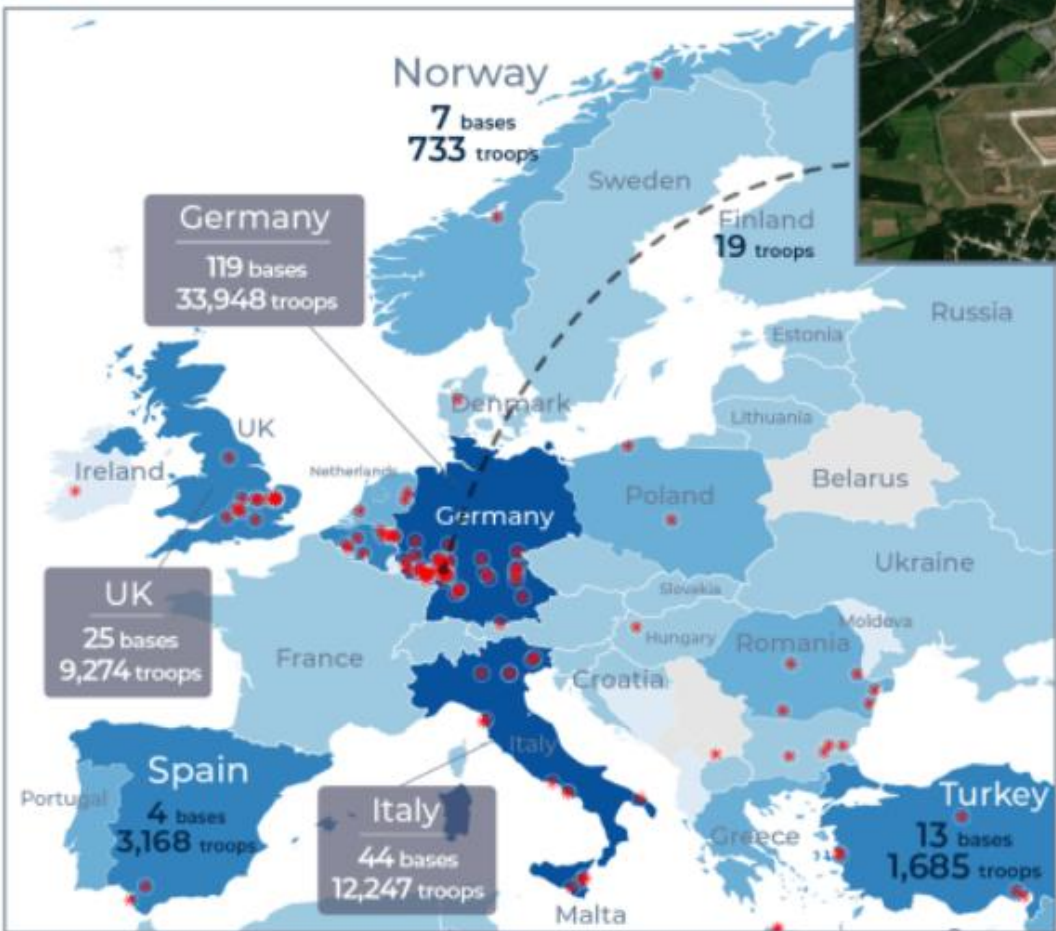 Norway
7 bases
733 troops
Sweden
Finland
19 troops
Germany
119 bases
33,948 troops
Russia
Estonia
Denmark
Lithuania
UK
Ireland
Netherlands
Belarus
Poland
Germany
Ukraine
UK
25 bases
9,274 troops
Slovakia
Moldova
Hungary
Romania
France
Croatia
Italy
Spain
4 bases
3,168 troops
Portugal
Italy
44 bases
12,247 troops
Greece
Turkey
13 bases
1,685 troops
Malta